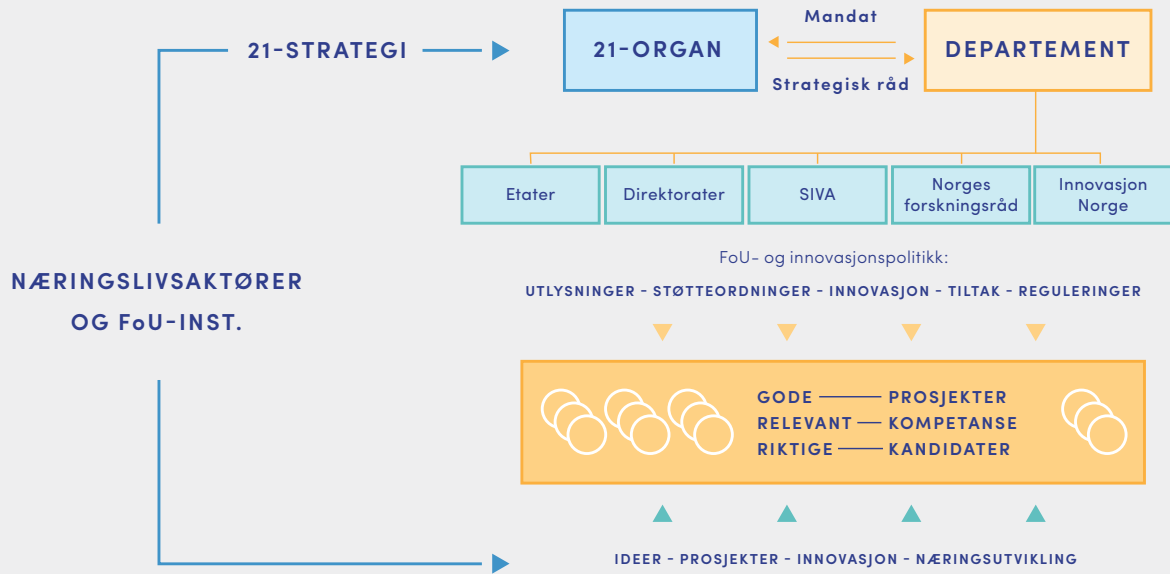 Mandat
21-STRATEGI
21-ORGAN
DEPARTEMENT
Strategisk råd
Etater
Direktorater
SIVA
Norges
forskningsråd
Innovasjon
Norge
NÆRINGSLIVSAKTØRER
OG FoU-INST.
FoU- og innovasjonspolitikk:
UTLYSNINGER - STØTTEORDNINGER - INNOVASJON - TILTAK - REGULERINGER
GODE PROSJEKTER
RELEVANT KOMPETANSE
RIKTIGE KANDIDATER
IDEER - PROSJEKTER - INNOVASJON - NÆRINGSUTVIKLING